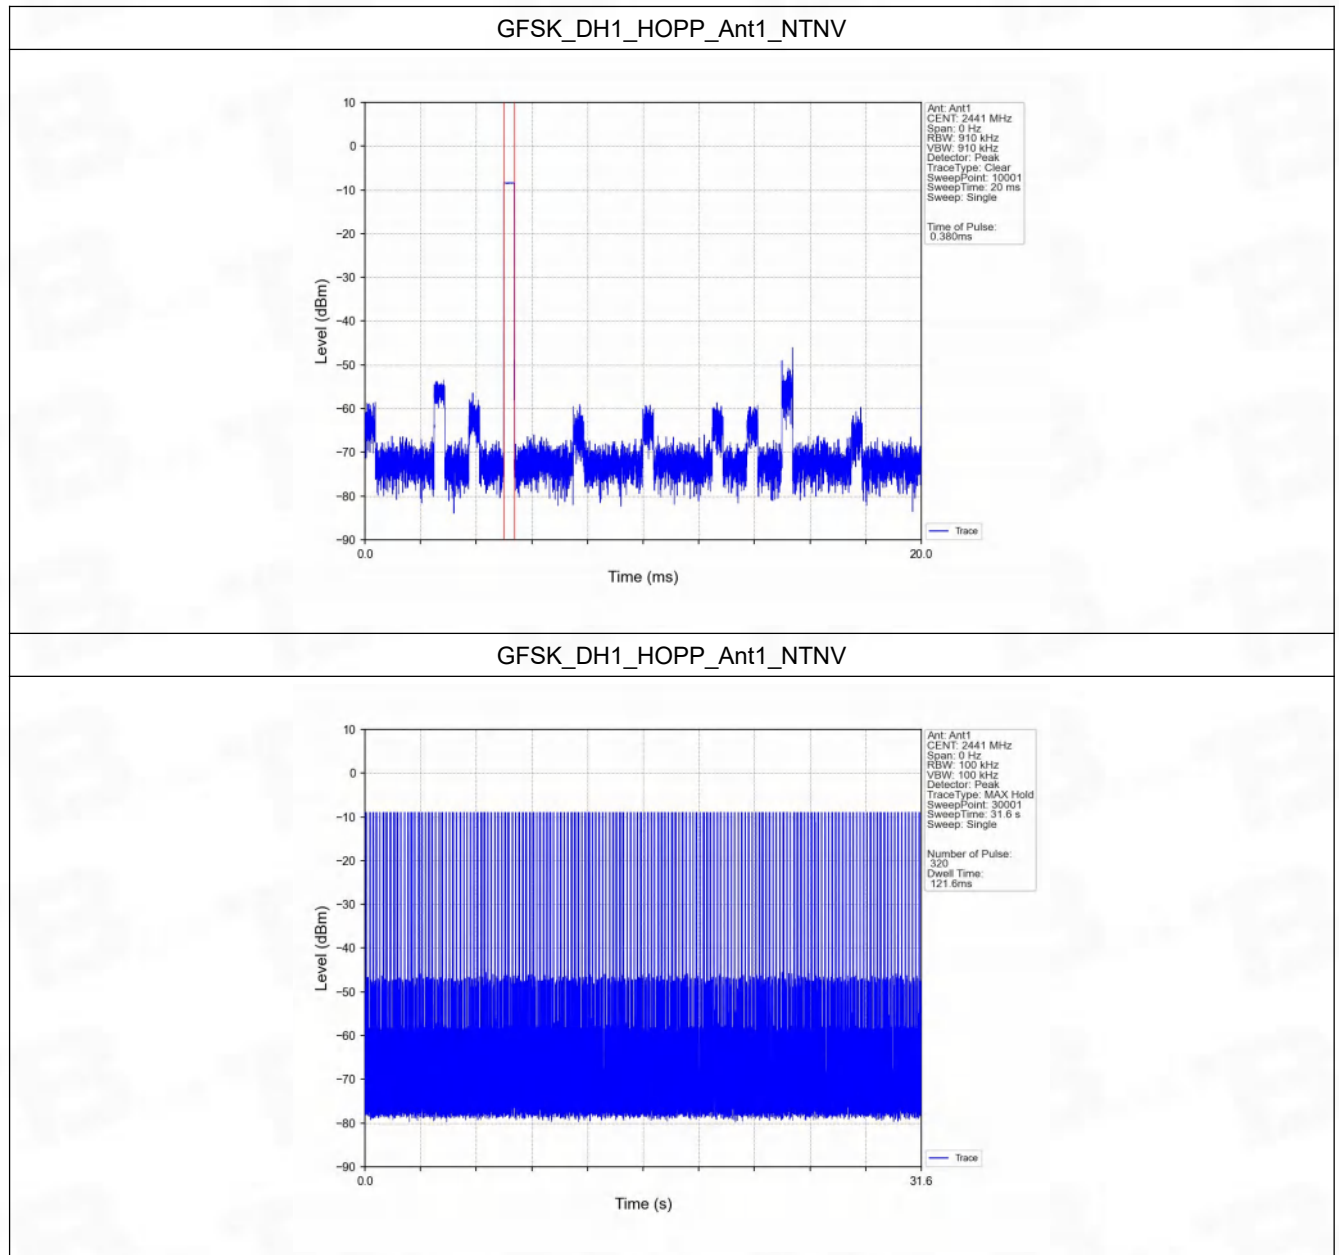 GFSK_DH1_HOPP_Ant1_NTNV
10
0
−10
−20
−30
−40
−50
−60
−70
−80
−90
Level (dBm)
0.0
20.0
Time (ms)
Ant: Ant1
CENT: 2441 MHz
Span: 0 Hz
RBW: 910 kHz
VBW: 910 kHz
Detector: Peak
TraceType: Clear
SweepPoint: 10001
SweepTime: 20 ms
Sweep: Single
Time of Pulse:
0.380ms
Trace
GFSK_DH1_HOPP_Ant1_NTNV
10
0
−10
−20
−30
−40
−50
−60
−70
−80
−90
Level (dBm)
0.0
31.6
Time (s)
Ant: Ant1
CENT: 2441 MHz
Span: 0 Hz
RBW: 100 kHz
VBW: 100 kHz
Detector: Peak
TraceType: MAX Hold
SweepPoint: 30001
SweepTime: 31.6 s
Sweep: Single
Number of Pulse:
320
Dwell Time:
121.6ms
Trace